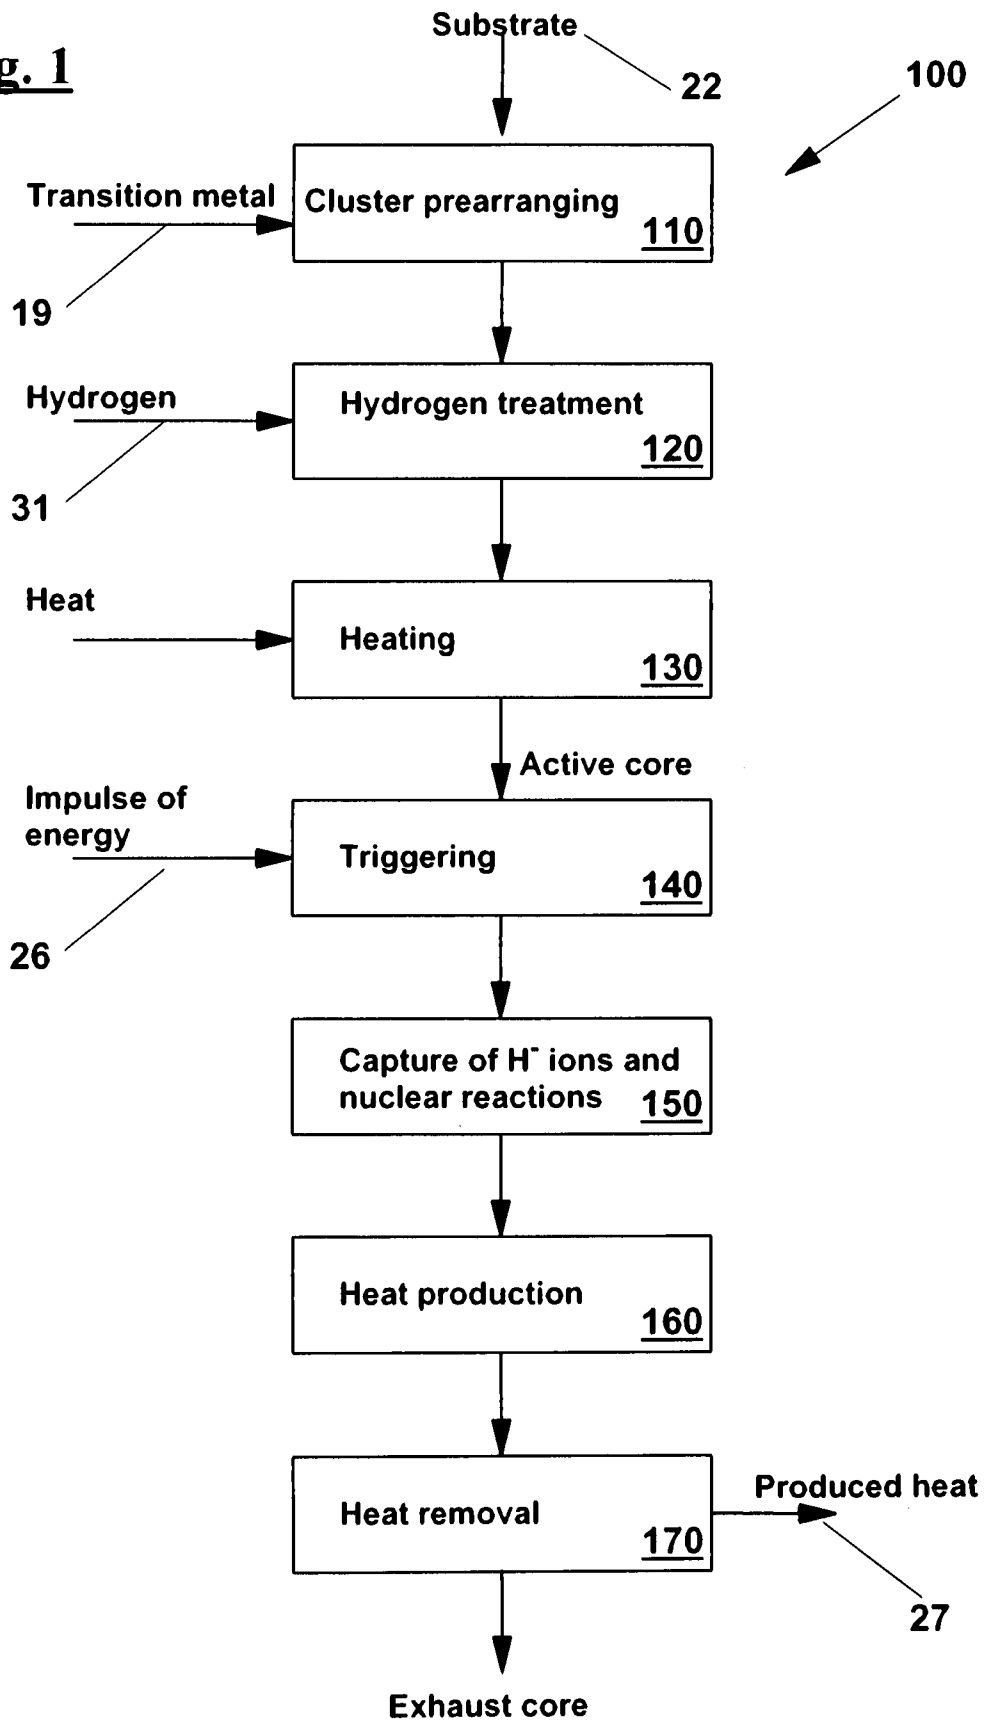 Substrate
g. 1
22
100
Transition metal
Cluster prearranging
110
19
Hydrogen
Hydrogen treatment
120
31
Heat
Heating
130
Active core
Impulse of
energy
Triggering
140
26
Capture of H⁻ ions and
nuclear reactions
150
Heat production
160
Produced heat
Heat removal
170
27
Exhaust core